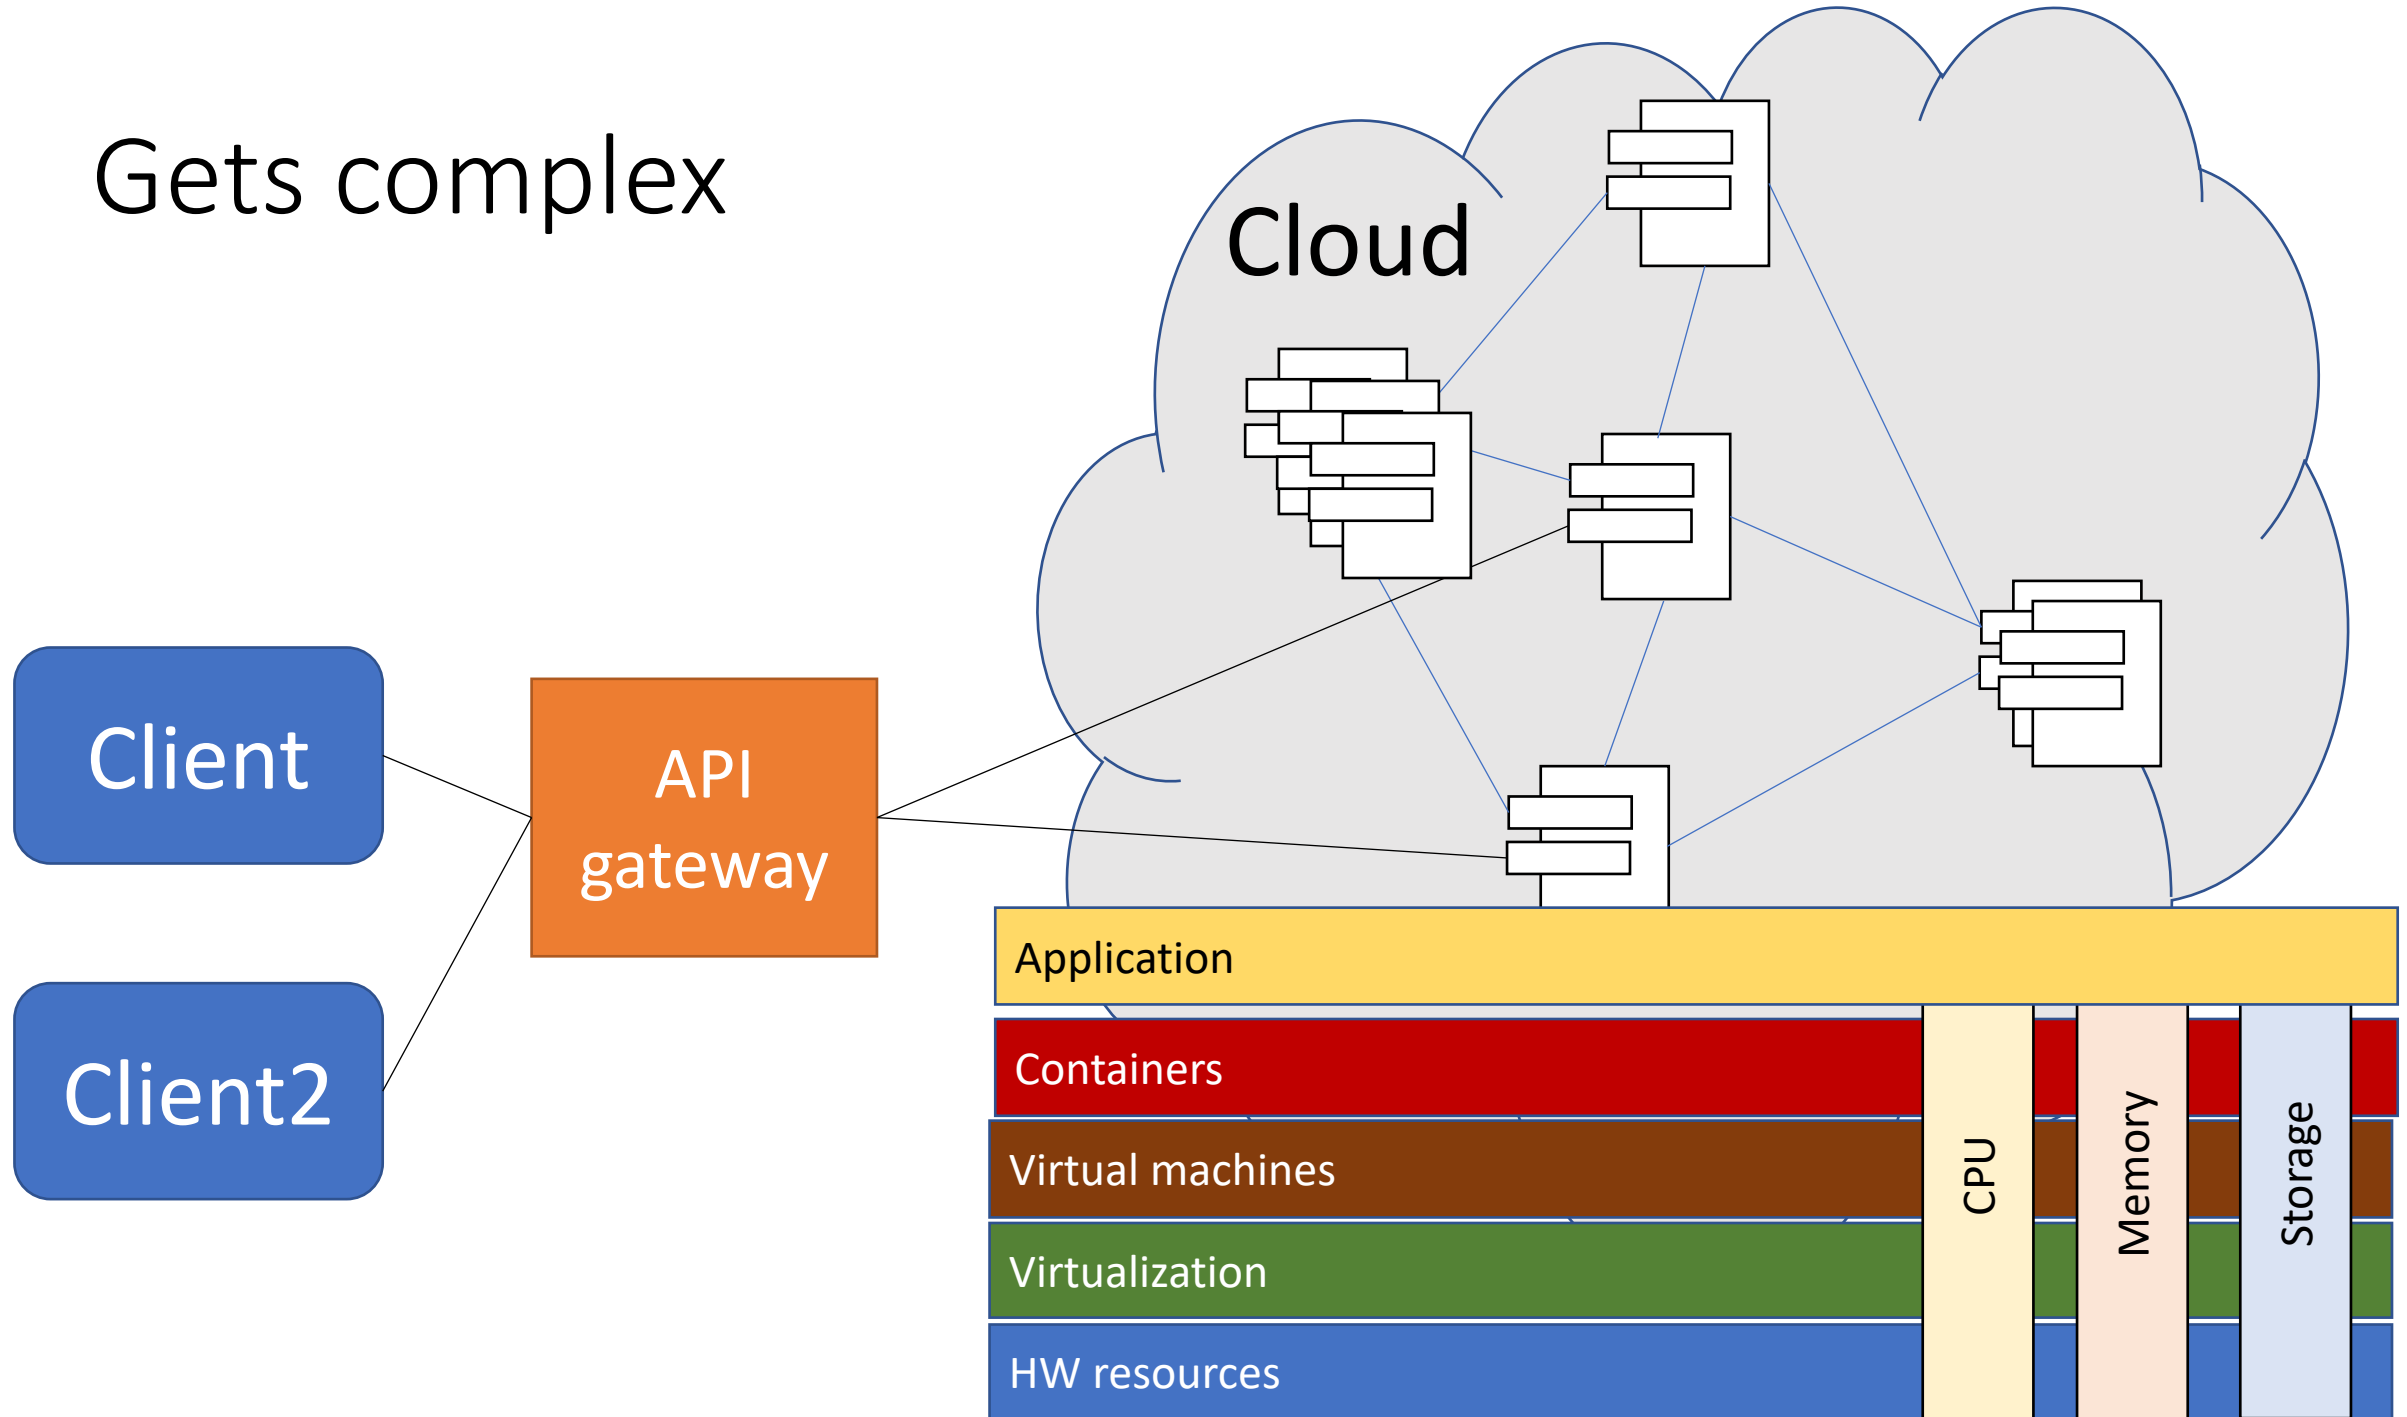 Gets complex
Cloud
Client
API
gateway
Client2
Application
Containers
Virtual machines
Virtualization
HW resources
CPU
Memory
Storage